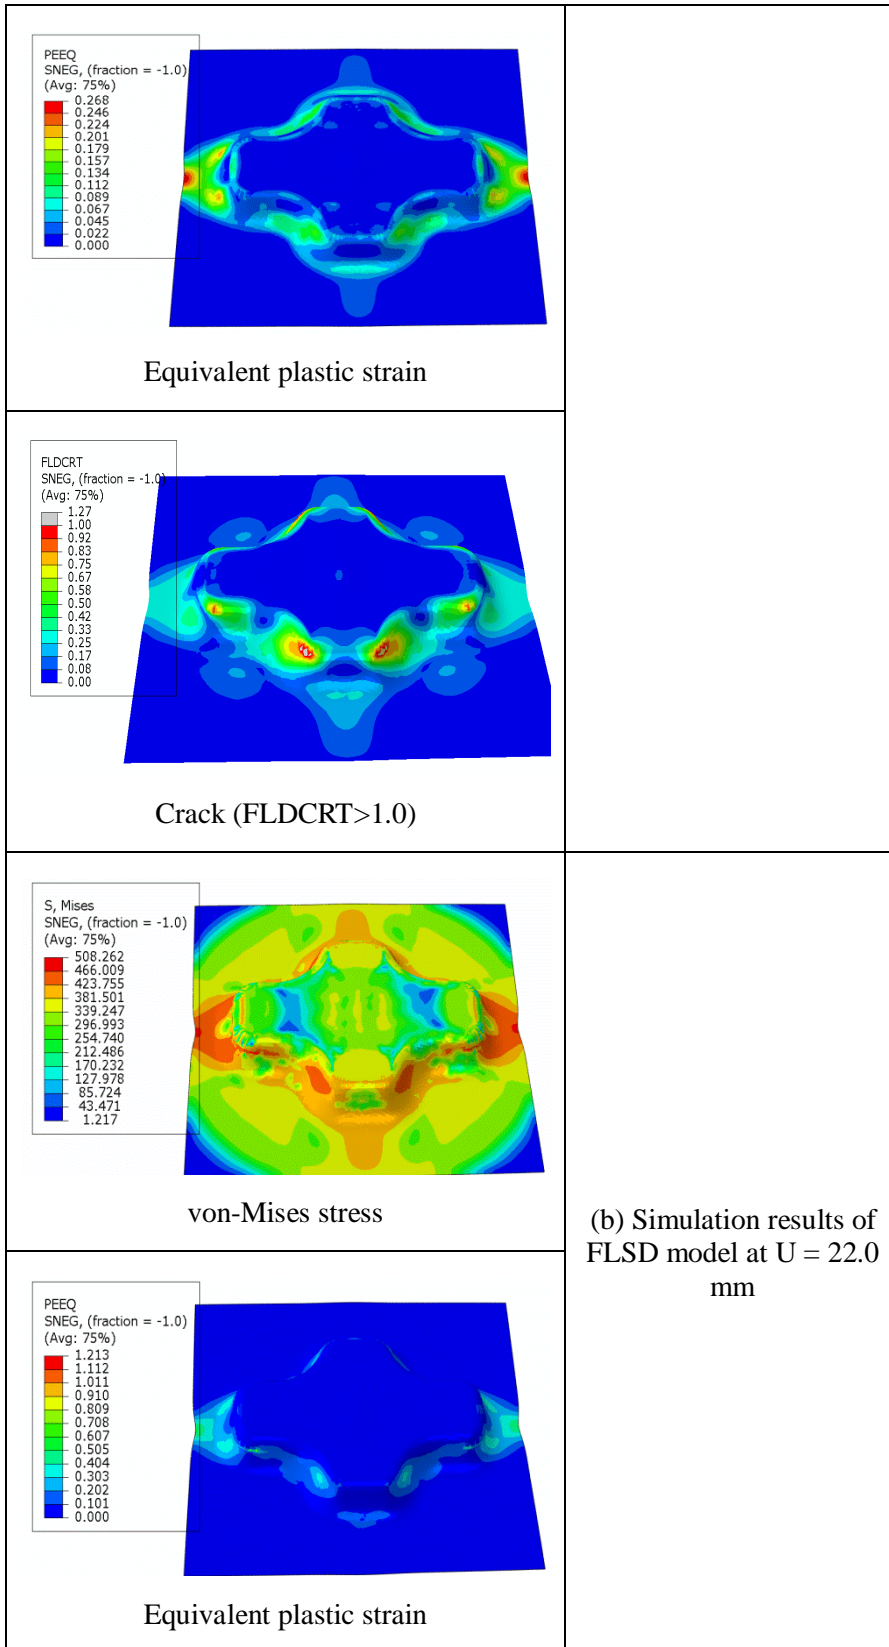 PEEQ
SNEG, (fraction = -1.0)
(Avg: 75%)
0.268
0.246
0.224
0.201
0.179
0.157
0.134
0.112
0.089
0.067
0.045
0.022
0.000
Equivalent plastic strain
FLDCRT
SNEG, (fraction = -1.0)
(Avg: 75%)
1.27
1.00
0.92
0.83
0.75
0.67
0.58
0.50
0.42
0.33
0.25
0.17
0.08
0.00
Crack (FLDCRT>1.0)
S, Mises
SNEG, (fraction = -1.0)
(Avg: 75%)
508.262
466.009
423.755
381.501
339.247
296.993
254.740
212.486
170.232
127.978
85.724
43.471
1.217
von-Mises stress
(b) Simulation results of
FLSD model at U = 22.0
mm
PEEQ
SNEG, (fraction = -1.0)
(Avg: 75%)
1.213
1.112
1.011
0.910
0.809
0.708
0.607
0.505
0.404
0.303
0.202
0.101
0.000
Equivalent plastic strain